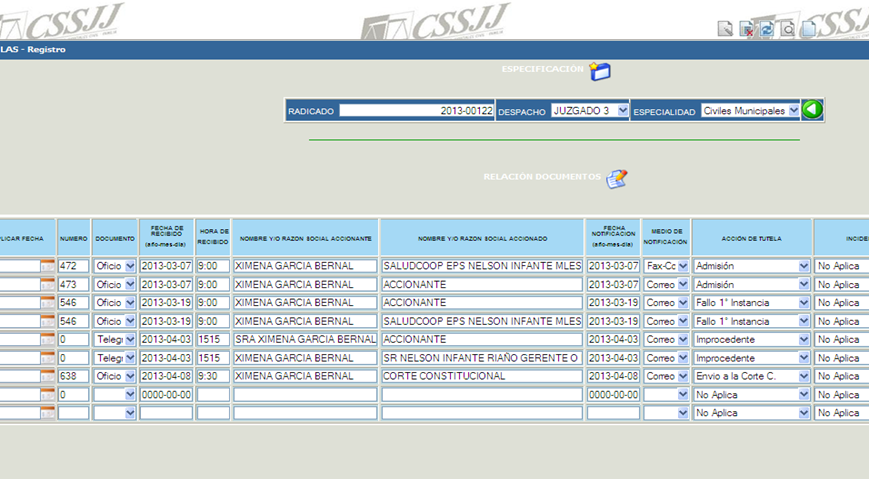 CSSJJ CSSJJ CSSJJ
LAS - Registro
ESPECIFICACIÓN
RADICADO 2013-00122 DESPACHO JUZGADO 3 ESPECIALIDAD Civiles Municipales
RELACIÓN DOCUMENTOS
PLICAR FECHA NUMERO DOCUMENTO FECHA DE RECIBIDO (año-mes-dia) HORA DE RECIBIDO NOMBRE Y/O RAZON SOCIAL ACCIONANTE NOMBRE Y/O RAZON SOCIAL ACCIONADO FECHA NOTIFICACION (año-mes-dia) MEDIO DE NOTIFICACIÓN ACCIÓN DE TUTELA INCIDE
472 Oficio 2013-03-07 9:00 XIMENA GARCIA BERNAL SALUDCOOP EPS NELSON INFANTE MLES 2013-03-07 Fax-Cc Admisión No Aplica
473 Oficio 2013-03-07 9:00 XIMENA GARCIA BERNAL ACCIONANTE 2013-03-07 Correo Admisión No Aplica
546 Oficio 2013-03-19 9:00 XIMENA GARCIA BERNAL ACCIONANTE 2013-03-19 Correo Fallo 1° Instancia No Aplica
546 Oficio 2013-03-19 9:00 XIMENA GARCIA BERNAL SALUDCOOP EPS NELSON INFANTE MLES 2013-03-19 Correo Fallo 1° Instancia No Aplica
0 Telegr 2013-04-03 1515 SRA XIMENA GARCIA BERNAL ACCIONANTE 2013-04-03 Correo Improcedente No Aplica
0 Telegr 2013-04-03 1515 XIMENA GARCIA BERNAL SR NELSON INFANTE RIAÑO GERENTE O 2013-04-03 Correo Improcedente No Aplica
638 Oficio 2013-04-08 9:30 XIMENA GARCIA BERNAL CORTE CONSTITUCIONAL 2013-04-08 Correo Envio a la Corte C. No Aplica
0 0000-00-00 0000-00-00 No Aplica No Aplica
No Aplica No Aplica